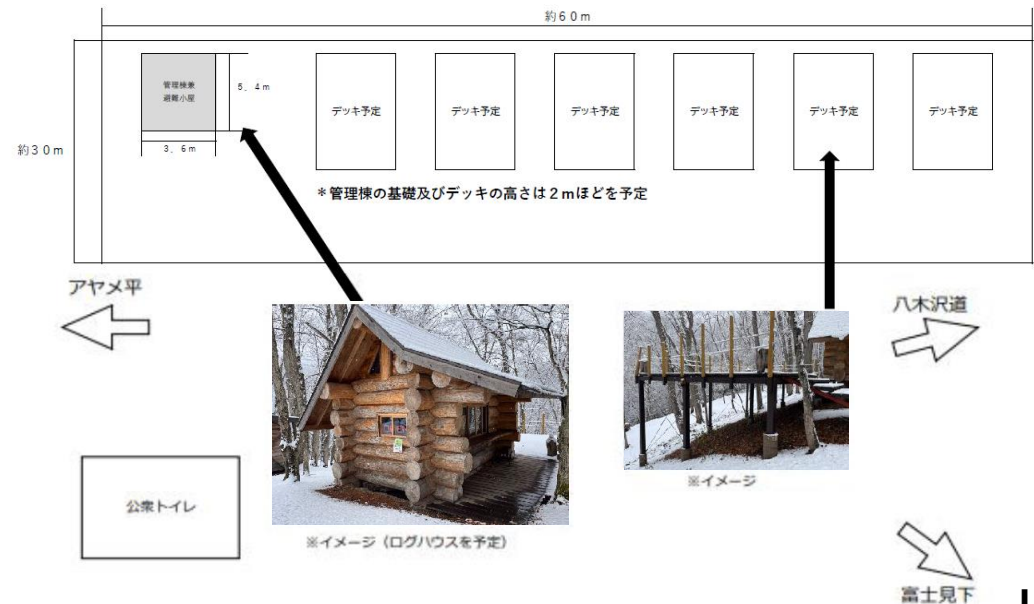 約60m
管理棟兼
避難小屋
5．4m
3．6m
デッキ予定
デッキ予定
デッキ予定
デッキ予定
デッキ予定
デッキ予定
約30m
＊管理棟の基礎及びデッキの高さは2mほどを予定
アヤメ平
八木沢道
公衆トイレ
※イメージ（ログハウスを予定）
※イメージ
富士見下